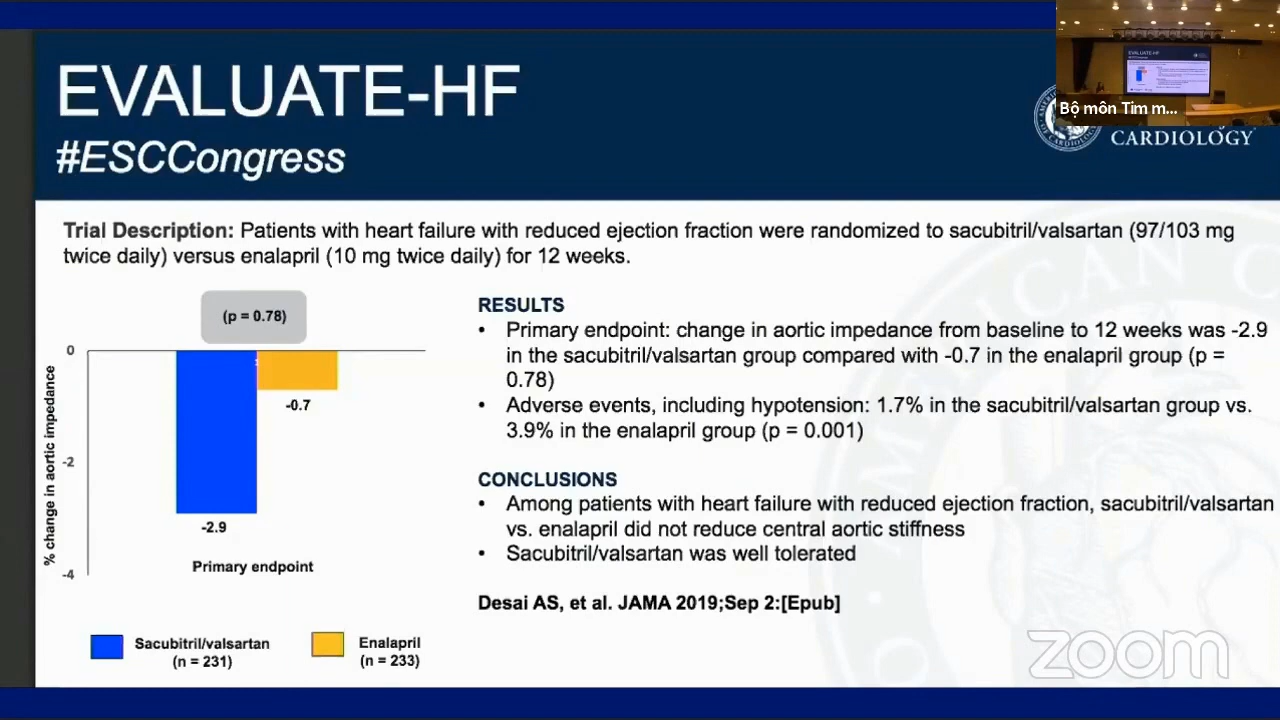 EVALUATE-HF
#ESCCongress
Bộ môn Tim m...
CARDIOLOGY
Trial Description: Patients with heart failure with reduced ejection fraction were randomized to sacubitril/valsartan (97/103 mg
twice daily) versus enalapril (10 mg twice daily) for 12 weeks.
(p = 0.78)
0
-2
-4
% change in aortic impedance
-0.7
-2.9
Primary endpoint
Sacubitril/valsartan
(n = 231)
Enalapril
(n = 233)
RESULTS
• Primary endpoint: change in aortic impedance from baseline to 12 weeks was -2.9
in the sacubitril/valsartan group compared with -0.7 in the enalapril group (p =
0.78)
• Adverse events, including hypotension: 1.7% in the sacubitril/valsartan group vs.
3.9% in the enalapril group (p = 0.001)
CONCLUSIONS
• Among patients with heart failure with reduced ejection fraction, sacubitril/valsartan
vs. enalapril did not reduce central aortic stiffness
• Sacubitril/valsartan was well tolerated
Desai AS, et al. JAMA 2019;Sep 2:[Epub]
zoom